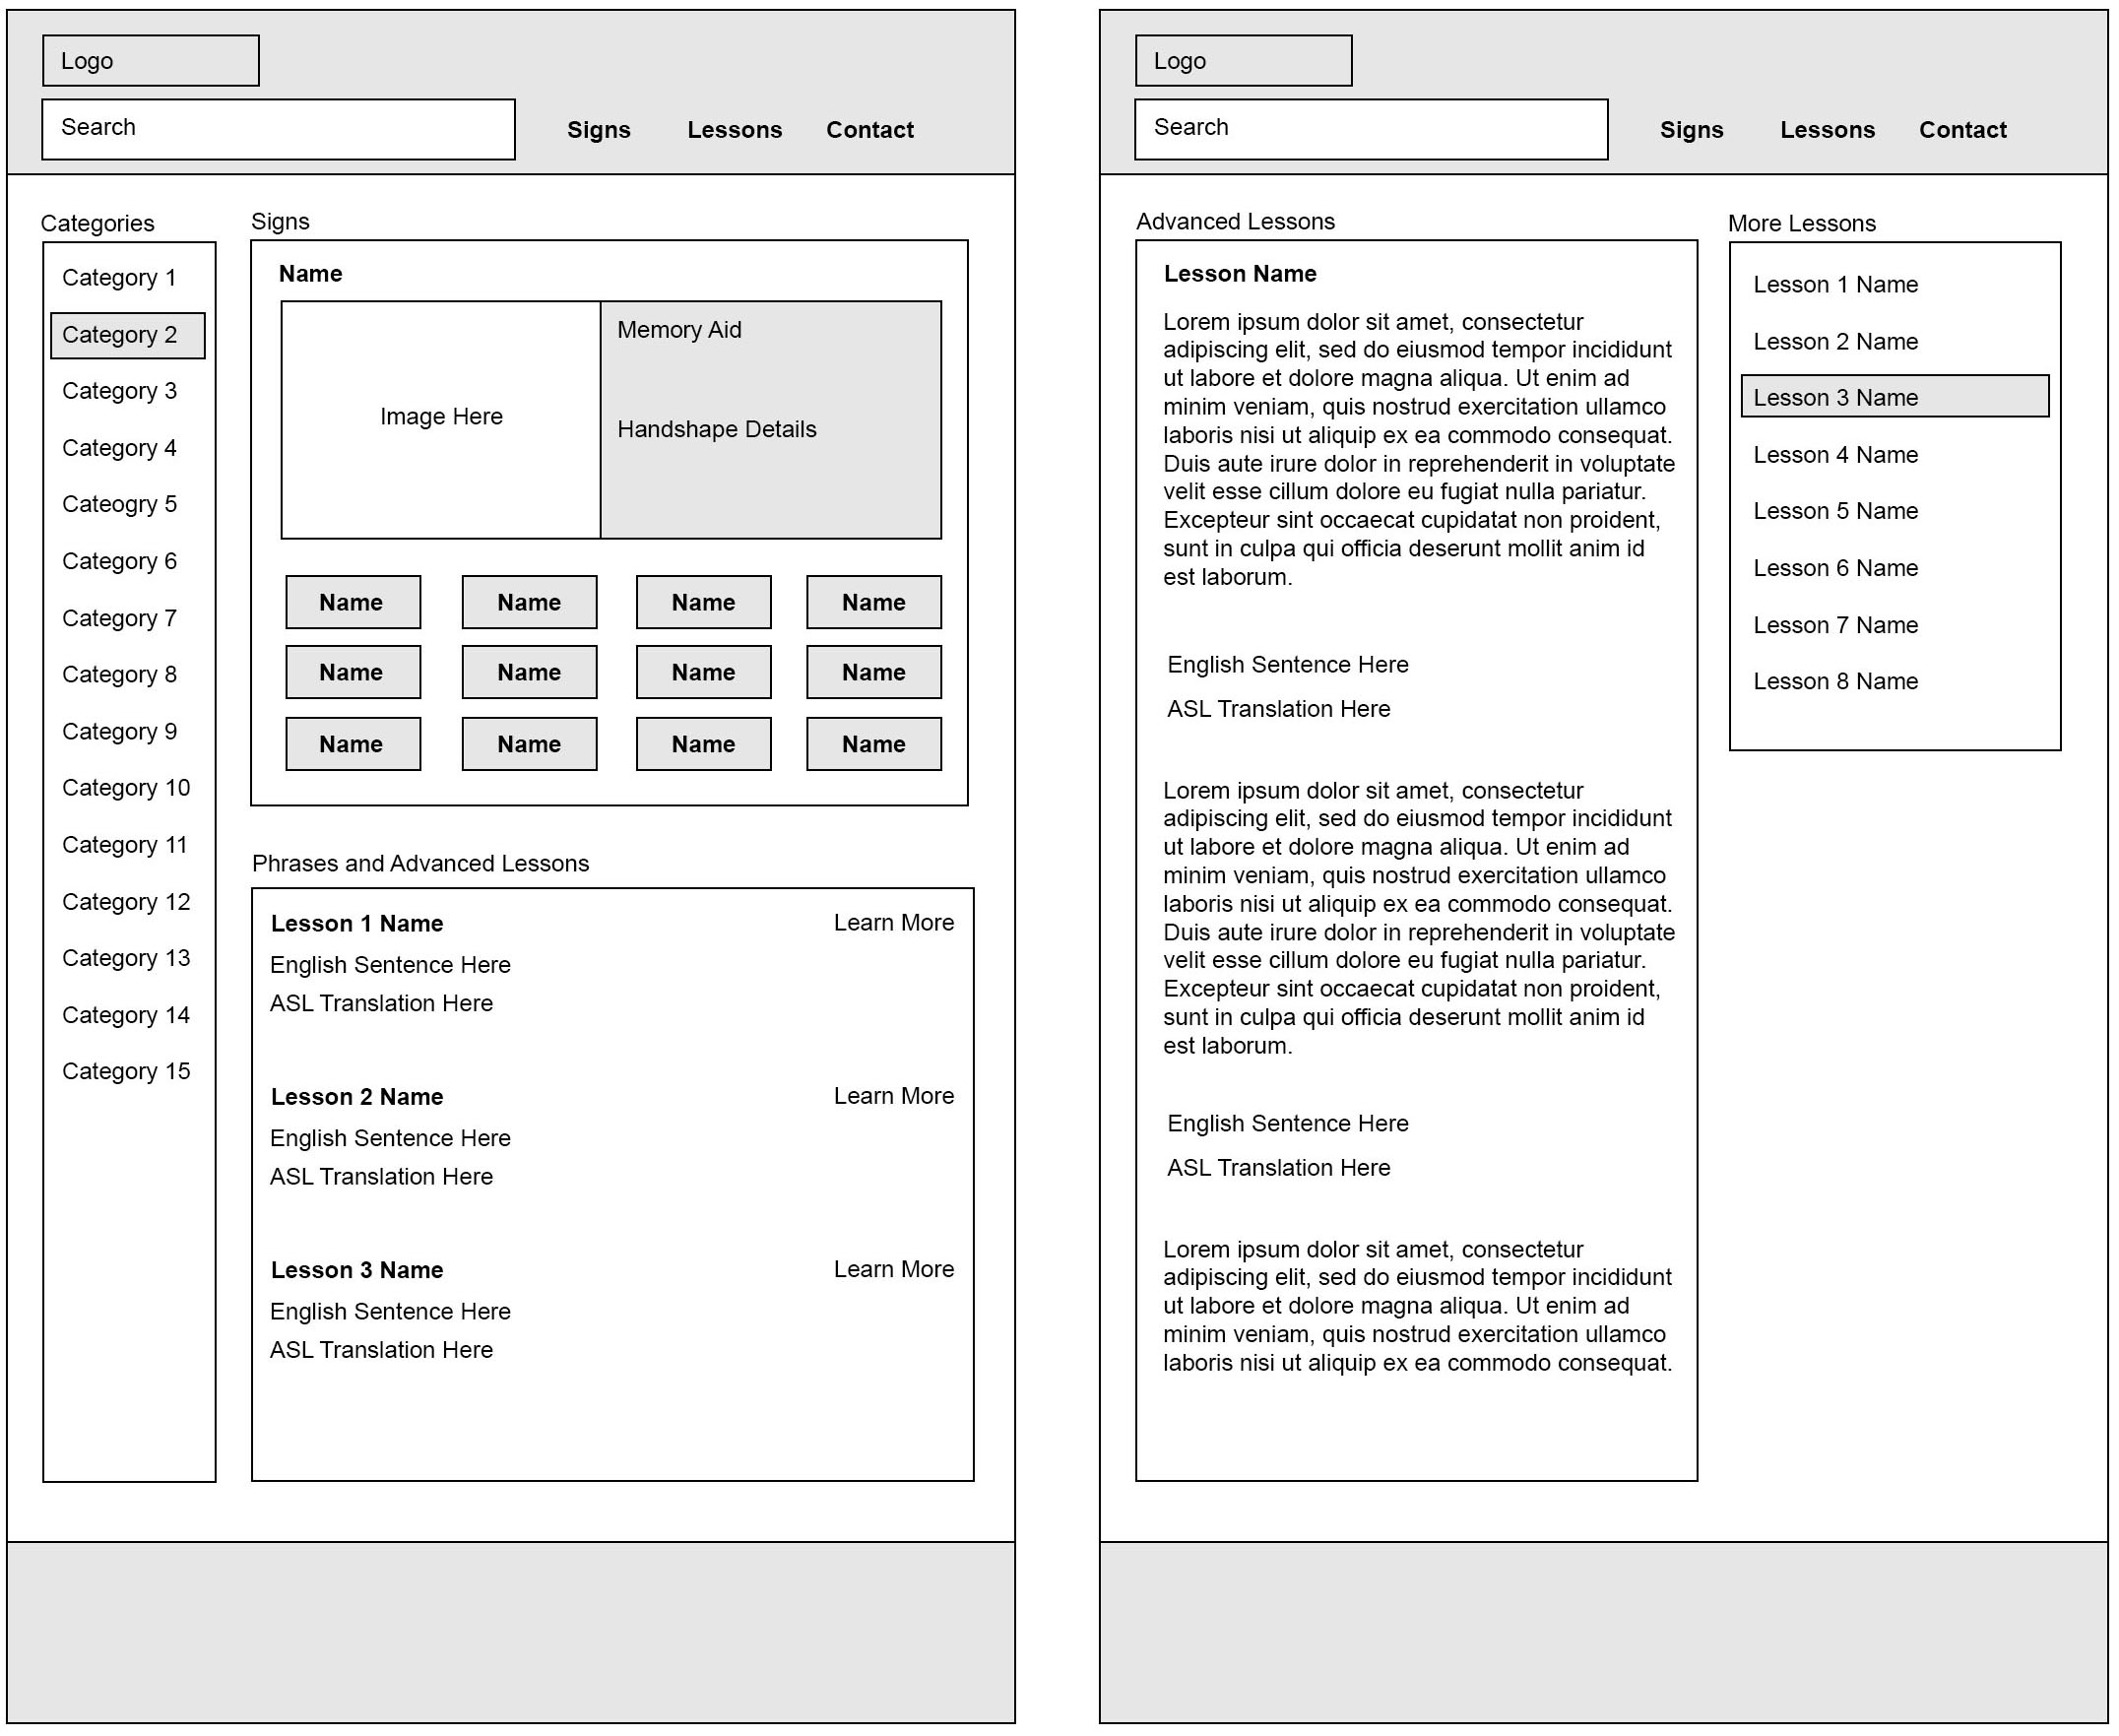 Logo
Search
Signs
Lessons
Contact
Categories
Category 1
Category 2
Category 3
Category 4
Cateogry 5
Category 6
Category 7
Category 8
Category 9
Category 10
Category 11
Category 12
Category 13
Category 14
Category 15
Signs
Name
Image Here
Memory Aid
Handshape Details
Name
Name
Name
Name
Name
Name
Name
Name
Name
Name
Name
Name
Phrases and Advanced Lessons
Lesson 1 Name
Learn More
English Sentence Here
ASL Translation Here
Lesson 2 Name
Learn More
English Sentence Here
ASL Translation Here
Lesson 3 Name
Learn More
English Sentence Here
ASL Translation Here
Logo
Search
Signs
Lessons
Contact
Advanced Lessons
Lesson Name
Lorem ipsum dolor sit amet, consectetur
adipiscing elit, sed do eiusmod tempor incididunt
ut labore et dolore magna aliqua. Ut enim ad
minim veniam, quis nostrud exercitation ullamco
laboris nisi ut aliquip ex ea commodo consequat.
Duis aute irure dolor in reprehenderit in voluptate
velit esse cillum dolore eu fugiat nulla pariatur.
Excepteur sint occaecat cupidatat non proident,
sunt in culpa qui officia deserunt mollit anim id
est laborum.
English Sentence Here
ASL Translation Here
Lorem ipsum dolor sit amet, consectetur
adipiscing elit, sed do eiusmod tempor incididunt
ut labore et dolore magna aliqua. Ut enim ad
minim veniam, quis nostrud exercitation ullamco
laboris nisi ut aliquip ex ea commodo consequat.
Duis aute irure dolor in reprehenderit in voluptate
velit esse cillum dolore eu fugiat nulla pariatur.
Excepteur sint occaecat cupidatat non proident,
sunt in culpa qui officia deserunt mollit anim id
est laborum.
English Sentence Here
ASL Translation Here
Lorem ipsum dolor sit amet, consectetur
adipiscing elit, sed do eiusmod tempor incididunt
ut labore et dolore magna aliqua. Ut enim ad
minim veniam, quis nostrud exercitation ullamco
laboris nisi ut aliquip ex ea commodo consequat.
More Lessons
Lesson 1 Name
Lesson 2 Name
Lesson 3 Name
Lesson 4 Name
Lesson 5 Name
Lesson 6 Name
Lesson 7 Name
Lesson 8 Name